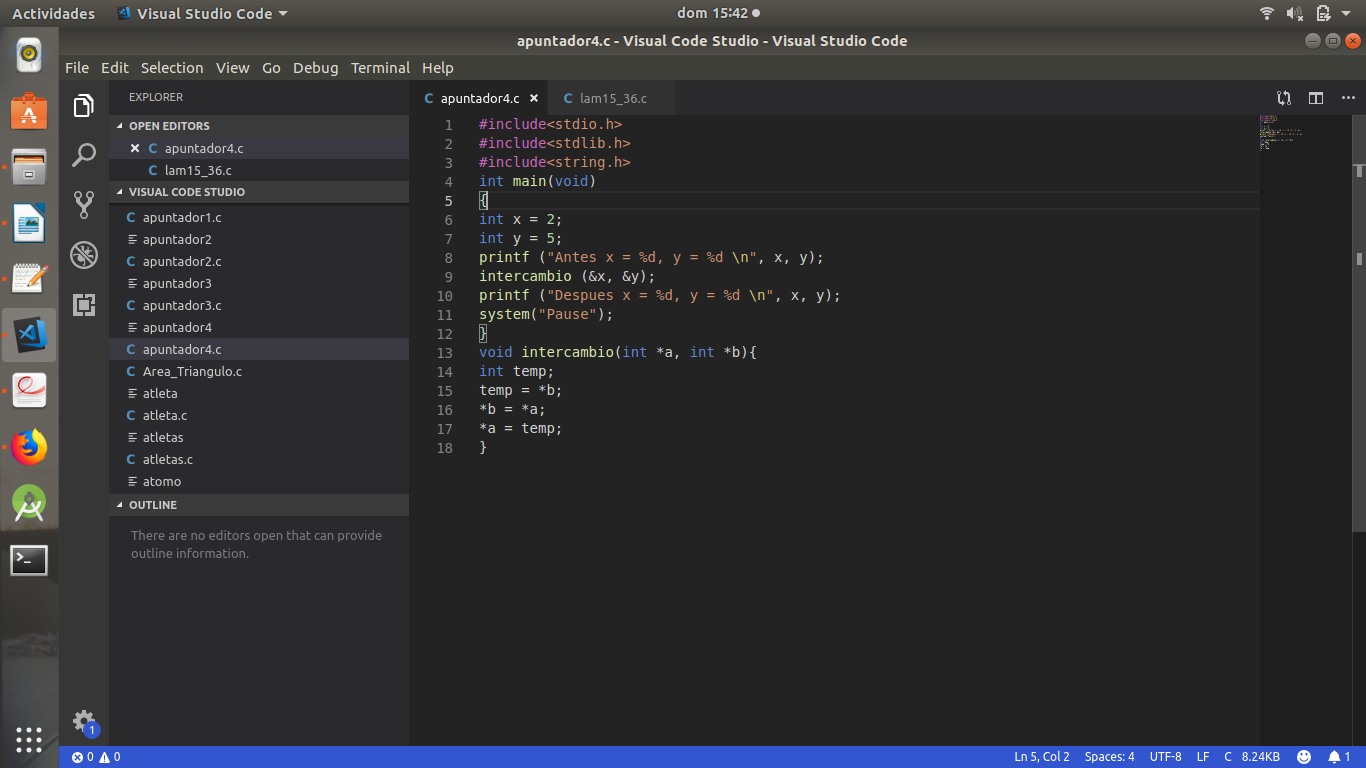 Actividades Visual Studio Code dom 15:42
apuntador4.c - Visual Code Studio - Visual Studio Code
File Edit Selection View Go Debug Terminal Help
EXPLORER
OPEN EDITORS
apuntador4.c
lam15_36.c
VISUAL CODE STUDIO
apuntador1.c
apuntador2
apuntador2.c
apuntador3
apuntador3.c
apuntador4
apuntador4.c
Area_Triangulo.c
atleta
atleta.c
atletas
atletas.c
atomo
OUTLINE
There are no editors open that can provide
outline information.
apuntador4.c lam15_36.c
1 #include<stdio.h>
2 #include<stdlib.h>
3 #include<string.h>
4 int main(void)
5 {
6 int x = 2;
7 int y = 5;
8 printf ("Antes x = %d, y = %d \n", x, y);
9 intercambio (&x, &y);
10 printf ("Despues x = %d, y = %d \n", x, y);
11 system("Pause");
12 }
13 void intercambio(int *a, int *b){
14 int temp;
15 temp = *b;
16 *b = *a;
17 *a = temp;
18 }
1
0 0 Ln 5, Col 2 Spaces: 4 UTF-8 LF C 8.24KB 1